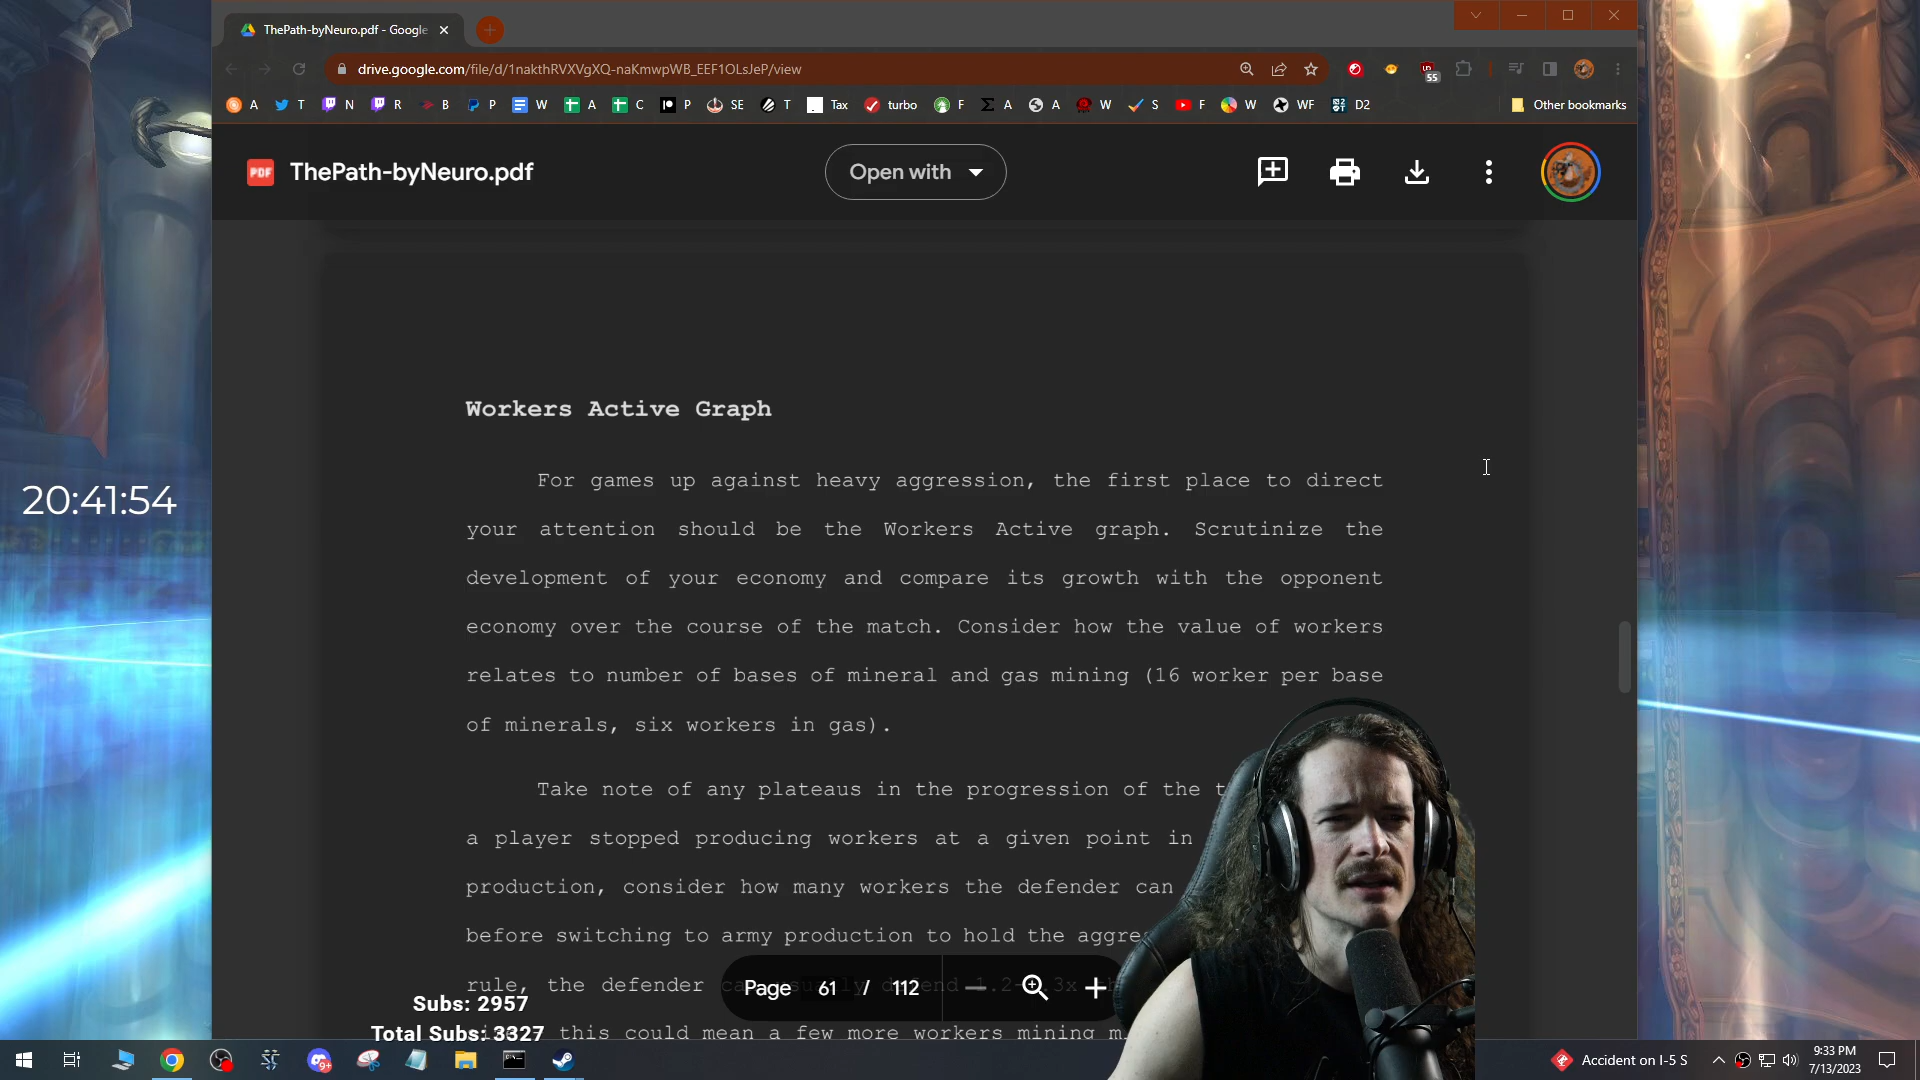 ThePath-byNeuro.pdf - Google
drive.google.com/file/d/1nakthRVXVgXQ-naKmwpWB_EEF1OLsJeP/view
55
A T N R B P W A C P SE T Tax turbo F A A W S F W WF D2 Other bookmarks
PDF ThePath-byNeuro.pdf
Open with
Workers Active Graph
For games up against heavy aggression, the first place to direct
your attention should be the Workers Active graph. Scrutinize the
development of your economy and compare its growth with the opponent
economy over the course of the match. Consider how the value of workers
relates to number of bases of mineral and gas mining (16 worker per base
of minerals, six workers in gas).
Take note of any plateaus in the progression of the
a player stopped producing workers at a given point in
production, consider how many workers the defender can
before switching to army production to hold the
rule, the defender
this could mean a few more workers mining
Page 61 / 112
20:41:54
Subs: 2957
Total Subs: 3327
Accident on I-5 S
9:33 PM
7/13/2023